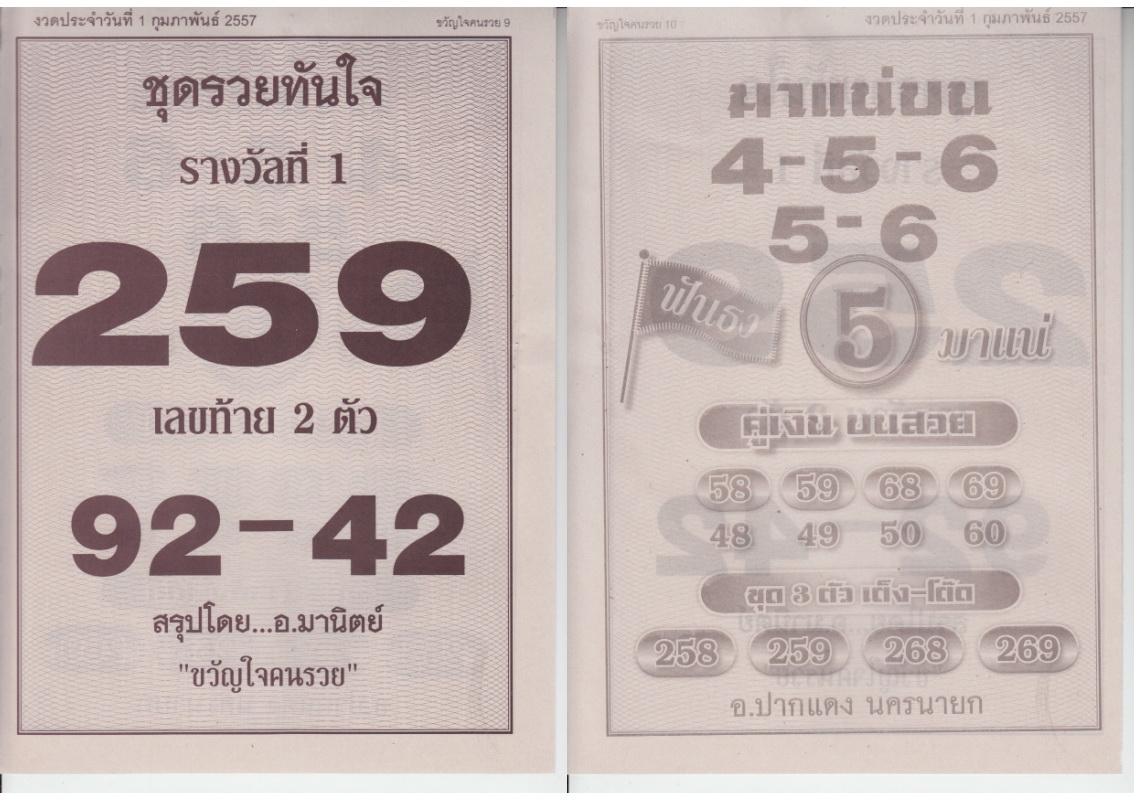 งวดประจำวันที่ 1 กุมภาพันธ์ 2557
ขวัญใจคนรวย 9
ชุดรวยทันใจ
รางวัลที่ 1
259
เลขท้าย 2 ตัว
92-42
สรุปโดย...อ.มานิตย์
"ขวัญใจคนรวย"
ขวัญใจคนรวย 10
งวดประจำวันที่ 1 กุมภาพันธ์ 2557
มาแน่บน
4-5-6
5-6
ฟันธง 5 มาแน่
คู่เงิน บนสวย
58 59 68 69
48 49 50 60
ชุด 3 ตัว เต็ง-โต๊ด
258 259 268 269
อ.ปากแดง นครนายก